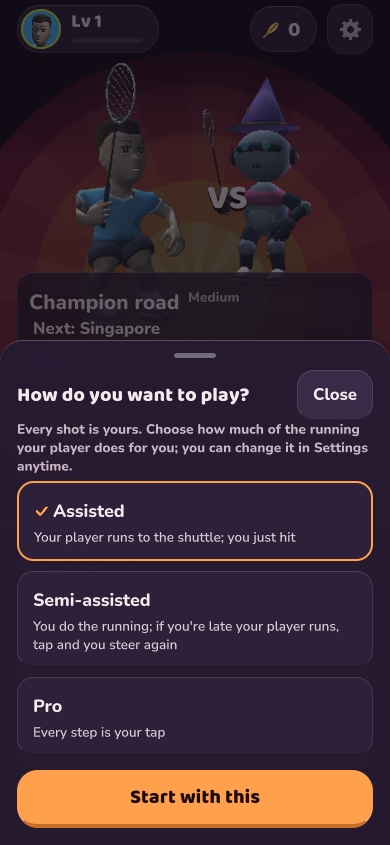 Lv 1
0
VS
Champion road Medium
Next: Singapore
How do you want to play?
Close
Every shot is yours. Choose how much of the running
your player does for you; you can change it in Settings
anytime.
Assisted
Your player runs to the shuttle; you just hit
Semi-assisted
You do the running; if you're late your player runs,
tap and you steer again
Pro
Every step is your tap
Start with this